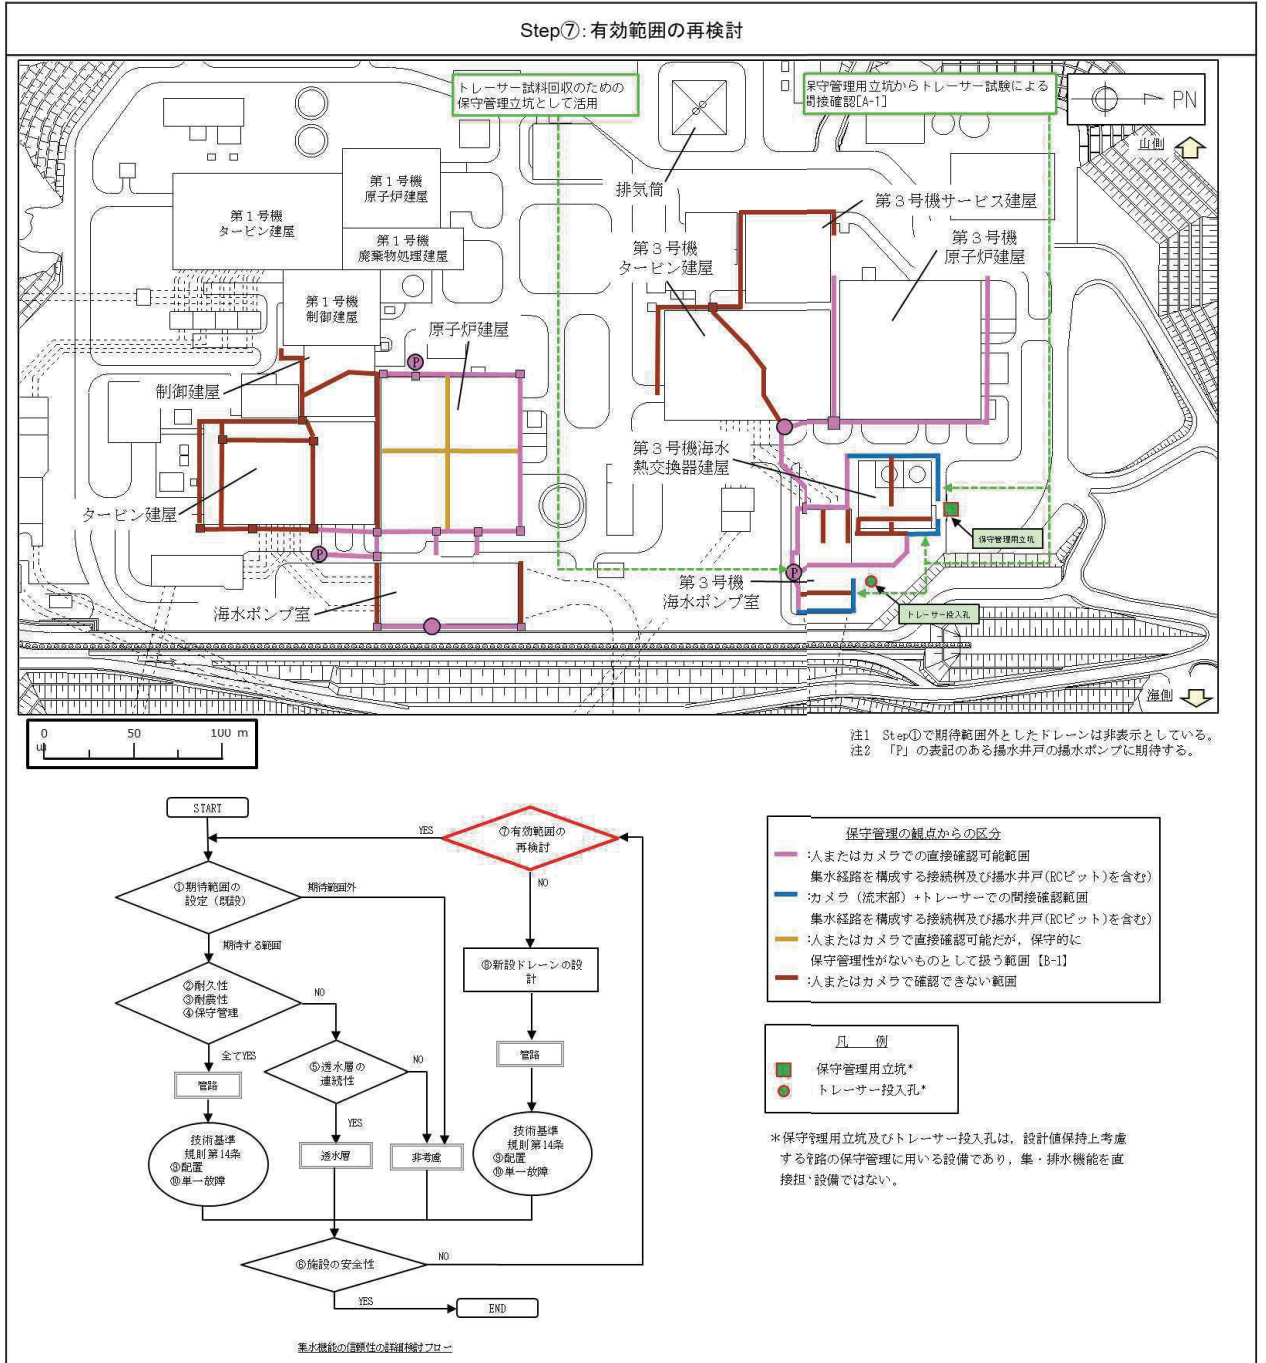 Step⑦:有効範囲の再検討
トレーサー試料回収のための
保守管理立坑として活用
保守管理用立坑からトレーサー試験による
間接確認[A-1]
PN
山側
排気筒
第3号機サービス建屋
第1号機
原子炉建屋
第1号機
タービン建屋
第1号機
廃棄物処理建屋
第3号機
タービン建屋
第3号機
原子炉建屋
第1号機
制御建屋
原子炉建屋
P
制御建屋
第3号機海水
熱交換器建屋
タービン建屋
保守管理用立坑
P
P
第3号機
海水ポンプ室
海水ポンプ室
トレーサー投入孔
海側
0 50 100 m
注1 Step①で期待範囲外としたドレーンは非表示としている。
注2 「P」の表記のある揚水井戸の揚水ポンプに期待する。
START
YES
⑦有効範囲の
再検討
NO
①期待範囲の
設定(既設)
期待範囲外
期待する範囲
②耐久性
③耐震性
④保守管理
NO
全てYES
管路
⑤透水層の
連続性
NO
YES
⑧新設ドレーンの設
計
管路
技術基準
規則第14条
⑨配置
⑩単一故障
透水層
非考慮
技術基準
規則第14条
⑨配置
⑩単一故障
⑥施設の安全性
NO
YES
END
集水機能の信頼性の詳細検討フロー
保守管理の観点からの区分
:人またはカメラでの直接確認可能範囲
集水経路を構成する接続桝及び揚水井戸(RCピット)を含む)
:カメラ(流末部)+トレーサーでの間接確認範囲
集水経路を構成する接続桝及び揚水井戸(RCピット)を含む)
:人またはカメラで直接確認可能だが,保守的に
保守管理性がないものとして扱う範囲【B-1】
:人またはカメラで確認できない範囲
凡 例
保守管理用立坑*
トレーサー投入孔*
*保守管理用立坑及びトレーサー投入孔は,設計値保持上考慮
する管路の保守管理に用いる設備であり,集・排水機能を直
接担う設備ではない。